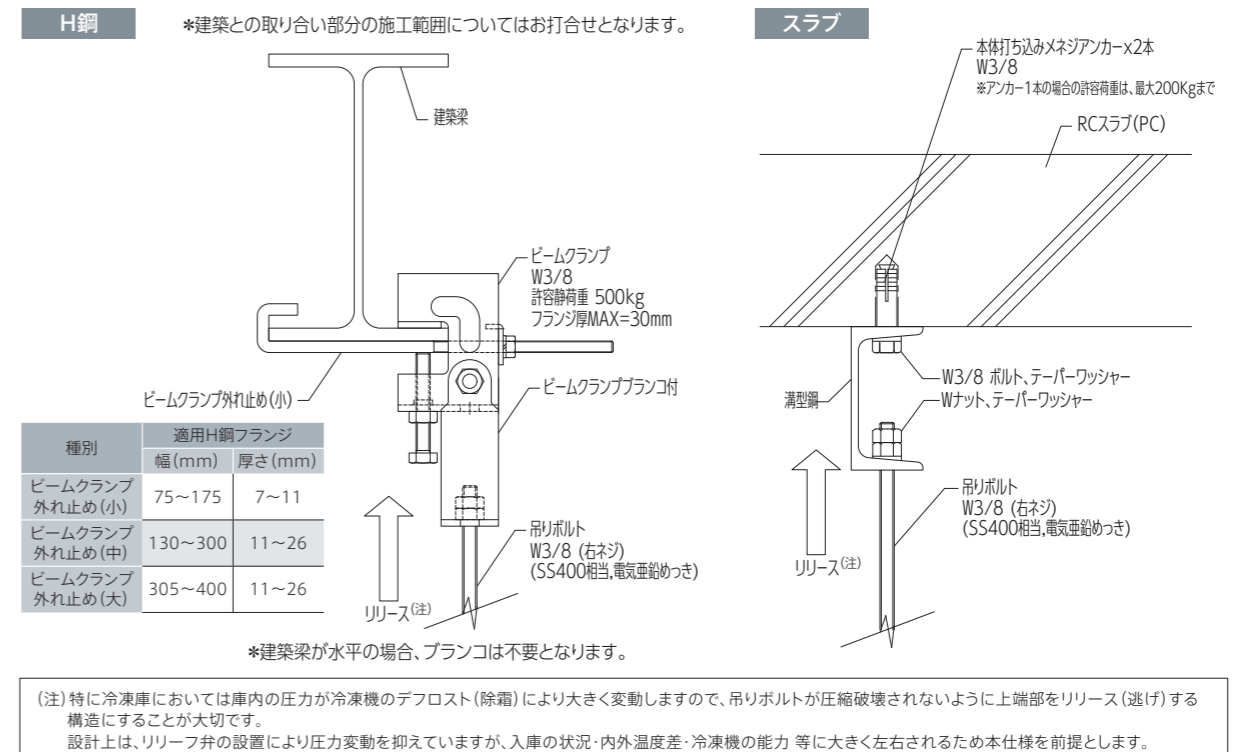 H鋼
*建築との取り合い部分の施工範囲についてはお打合せとなります。
建築梁
ビームクランプ
W3/8
許容静荷重 500kg
フランジ厚MAX=30mm
ビームクランプ外れ止め(小)
ビームクランプブランコ付
種別
適用H鋼フランジ
幅(mm)
厚さ(mm)
ビームクランプ
外れ止め(小)
75～175
7～11
ビームクランプ
外れ止め(中)
130～300
11～26
ビームクランプ
外れ止め(大)
305～400
11～26
リリース(注)
吊りボルト
W3/8 (右ネジ)
(SS400相当,電気亜鉛めっき)
*建築梁が水平の場合、ブランコは不要となります。
スラブ
本体打ち込みメネジアンカーx2本
W3/8
※アンカー1本の場合の許容荷重は、最大200Kgまで
RCスラブ(PC)
溝型鋼
W3/8 ボルト、テーパーワッシャー
Wナット、テーパーワッシャー
リリース(注)
吊りボルト
W3/8 (右ネジ)
(SS400相当,電気亜鉛めっき)
(注)特に冷凍庫においては庫内の圧力が冷凍機のデフロスト(除霜)により大きく変動しますので、吊りボルトが圧縮破壊されないように上端部をリリース(逃げ)する
構造にすることが大切です。
設計上は、リリーフ弁の設置により圧力変動を抑えていますが、入庫の状況・内外温度差・冷凍機の能力 等に大きく左右されるため本仕様を前提とします。